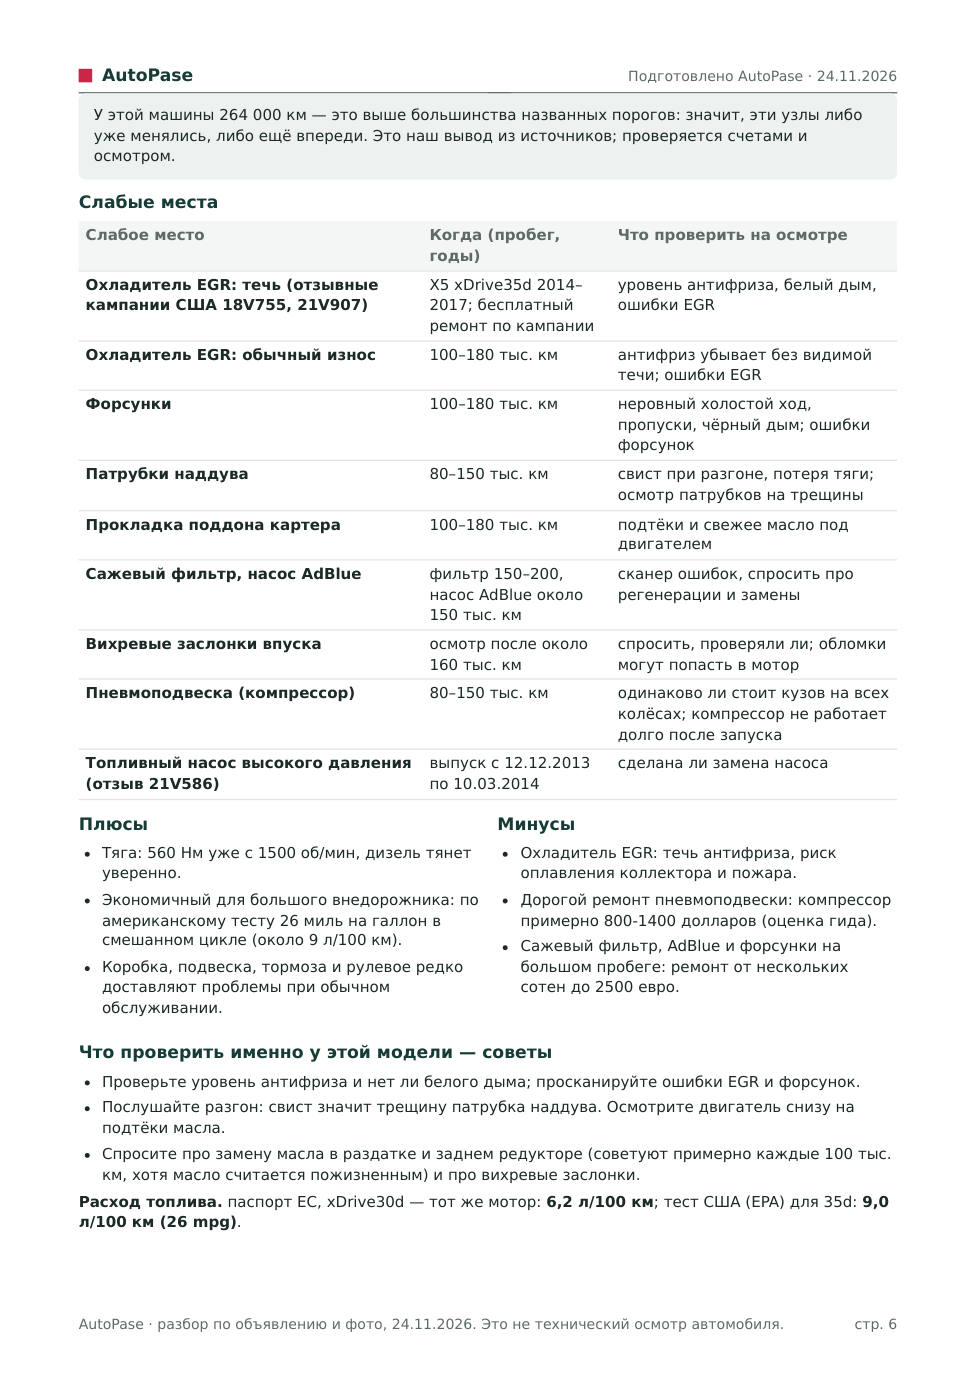 AutoPase
Подготовлено AutoPase · 24.11.2026
У этой машины 264 000 км — это выше большинства названных порогов: значит, эти узлы либо
уже менялись, либо ещё впереди. Это наш вывод из источников; проверяется счетами и
осмотром.
Слабые места
Слабое место
Когда (пробег,
годы)
Что проверить на осмотре
Охладитель EGR: течь (отзывные
кампании США 18V755, 21V907)
X5 xDrive35d 2014–
2017; бесплатный
ремонт по кампании
уровень антифриза, белый дым,
ошибки EGR
Охладитель EGR: обычный износ
100–180 тыс. км
антифриз убывает без видимой
течи; ошибки EGR
Форсунки
100–180 тыс. км
неровный холостой ход,
пропуски, чёрный дым; ошибки
форсунок
Патрубки наддува
80–150 тыс. км
свист при разгоне, потеря тяги;
осмотр патрубков на трещины
Прокладка поддона картера
100–180 тыс. км
подтёки и свежее масло под
двигателем
Сажевый фильтр, насос AdBlue
фильтр 150–200,
насос AdBlue около
150 тыс. км
сканер ошибок, спросить про
регенерации и замены
Вихревые заслонки впуска
осмотр после около
160 тыс. км
спросить, проверяли ли; обломки
могут попасть в мотор
Пневмоподвеска (компрессор)
80–150 тыс. км
одинаково ли стоит кузов на всех
колёсах; компрессор не работает
долго после запуска
Топливный насос высокого давления
(отзыв 21V586)
выпуск с 12.12.2013
по 10.03.2014
сделана ли замена насоса
Плюсы
• Тяга: 560 Нм уже с 1500 об/мин, дизель тянет
уверенно.
• Экономичный для большого внедорожника: по
американскому тесту 26 миль на галлон в
смешанном цикле (около 9 л/100 км).
• Коробка, подвеска, тормоза и рулевое редко
доставляют проблемы при обычном
обслуживании.
Минусы
• Охладитель EGR: течь антифриза, риск
оплавления коллектора и пожара.
• Дорогой ремонт пневмоподвески: компрессор
примерно 800-1400 долларов (оценка гида).
• Сажевый фильтр, AdBlue и форсунки на
большом пробеге: ремонт от нескольких
сотен до 2500 евро.
Что проверить именно у этой модели — советы
• Проверьте уровень антифриза и нет ли белого дыма; просканируйте ошибки EGR и форсунок.
• Послушайте разгон: свист значит трещину патрубка наддува. Осмотрите двигатель снизу на
подтёки масла.
• Спросите про замену масла в раздатке и заднем редукторе (советуют примерно каждые 100 тыс.
км, хотя масло считается пожизненным) и про вихревые заслонки.
Расход топлива. паспорт ЕС, xDrive30d — тот же мотор: 6,2 л/100 км; тест США (EPA) для 35d: 9,0
л/100 км (26 mpg).
AutoPase · разбор по объявлению и фото, 24.11.2026. Это не технический осмотр автомобиля.
стр. 6